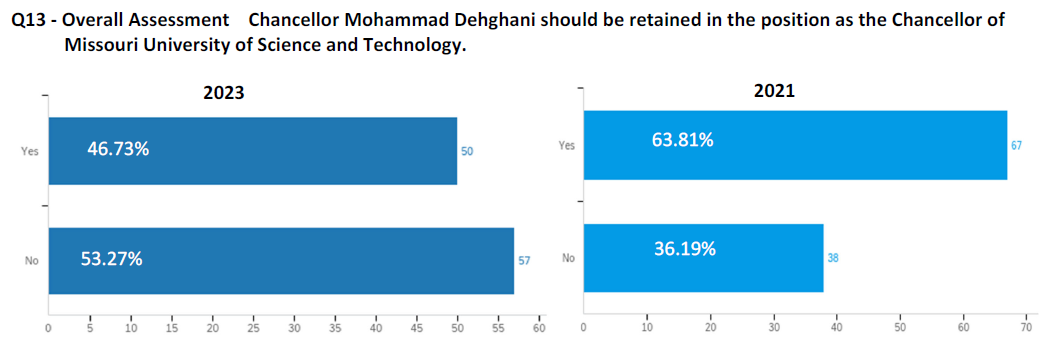 Q13 - Overall Assessment    Chancellor Mohammad Dehghani should be retained in the position as the Chancellor of
Missouri University of Science and Technology.
2023
Yes 46.73% 50
No 53.27% 57
0 5 10 15 20 25 30 35 40 45 50 55 60
2021
Yes 63.81% 67
No 36.19% 38
0 10 20 30 40 50 60 70